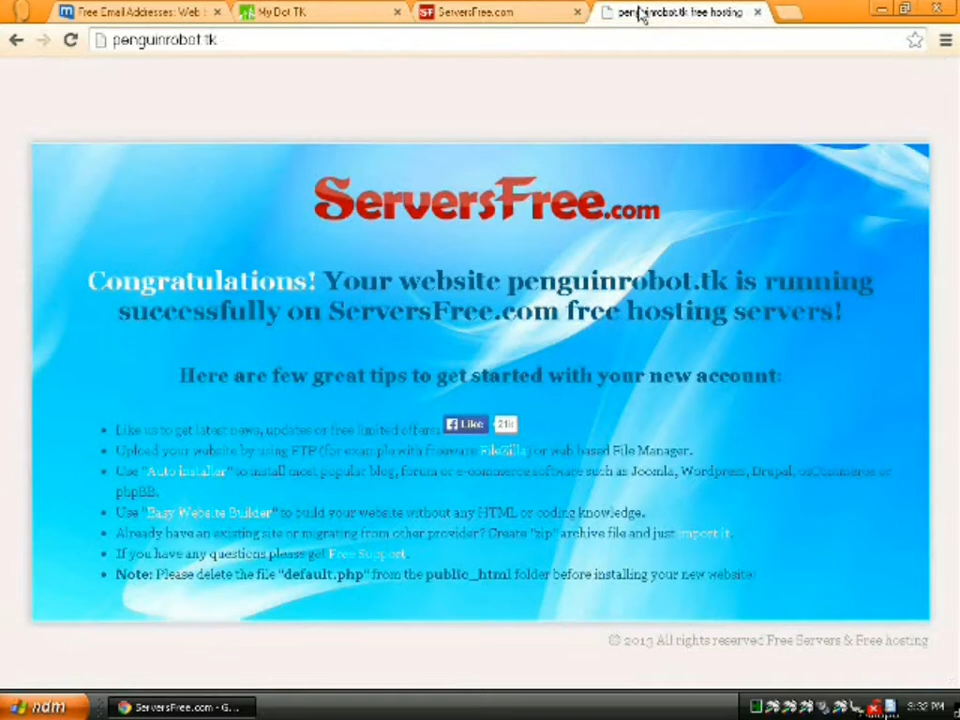 Free Email Addresses: Web
My Dot TK
SF ServersFree.com
penguinrobot.tk free hosting
penguinrobot.tk
ServersFree.com
Congratulations! Your website penguinrobot.tk is running
successfully on ServersFree.com free hosting servers!
Here are few great tips to get started with your new account:
Like us to get latest news, updates or free limited offers: Like 21k
Upload your website by using FTP (for example with freeware FileZilla) or web based File Manager.
Use "Auto installer" to install most popular blog, forum or e-commerce software such as Joomla, Wordpress, Drupal, osCommerce or
phpBB.
Use "Easy Website Builder" to build your website without any HTML or coding knowledge.
Already have an existing site or migrating from other provider? Create "zip" archive file and just import it.
If you have any questions please get Free Support.
Note: Please delete the file "default.php" from the public_html folder before installing your new website!
© 2013 All rights reserved Free Servers & Free hosting
ndm
ServersFree.com - G...
3:32 PM